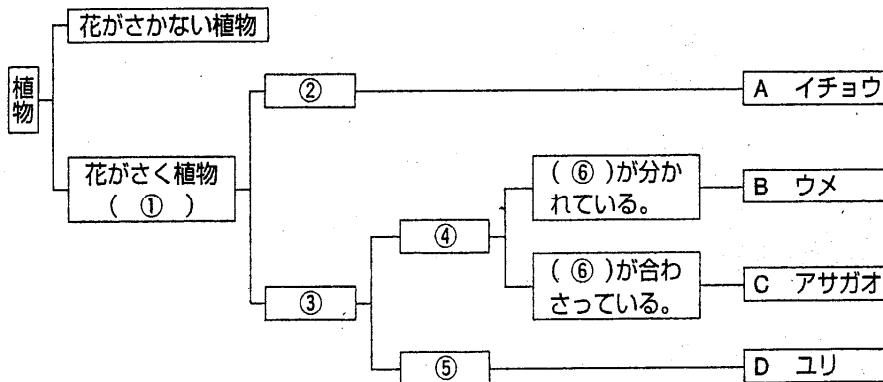 花がさかない植物
植物
花がさく植物
( ① )
②
③
④
⑤
( ⑥ )が分か
れている。
( ⑥ )が合わ
さっている。
A イチョウ
B ウメ
C アサガオ
D ユリ